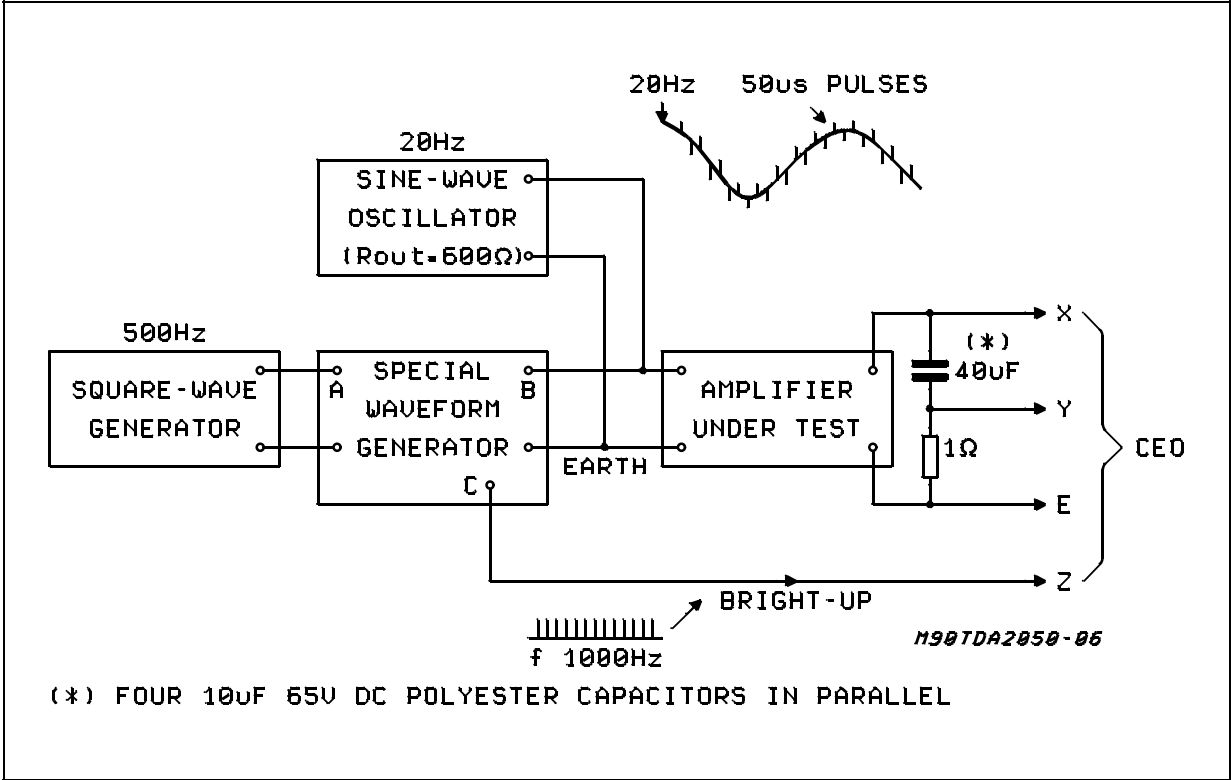 20Hz 50us PULSES
20Hz
SINE-WAVE
OSCILLATOR
(Rout=600Ω)
500Hz
SQUARE-WAVE
GENERATOR
A
SPECIAL
WAVEFORM
GENERATOR
B
C
EARTH
AMPLIFIER
UNDER TEST
(*)
40uF
1Ω
X
Y
E
Z
CEO
BRIGHT-UP
f 1000Hz
M90TDA2050-06
(*) FOUR 10uF 65V DC POLYESTER CAPACITORS IN PARALLEL